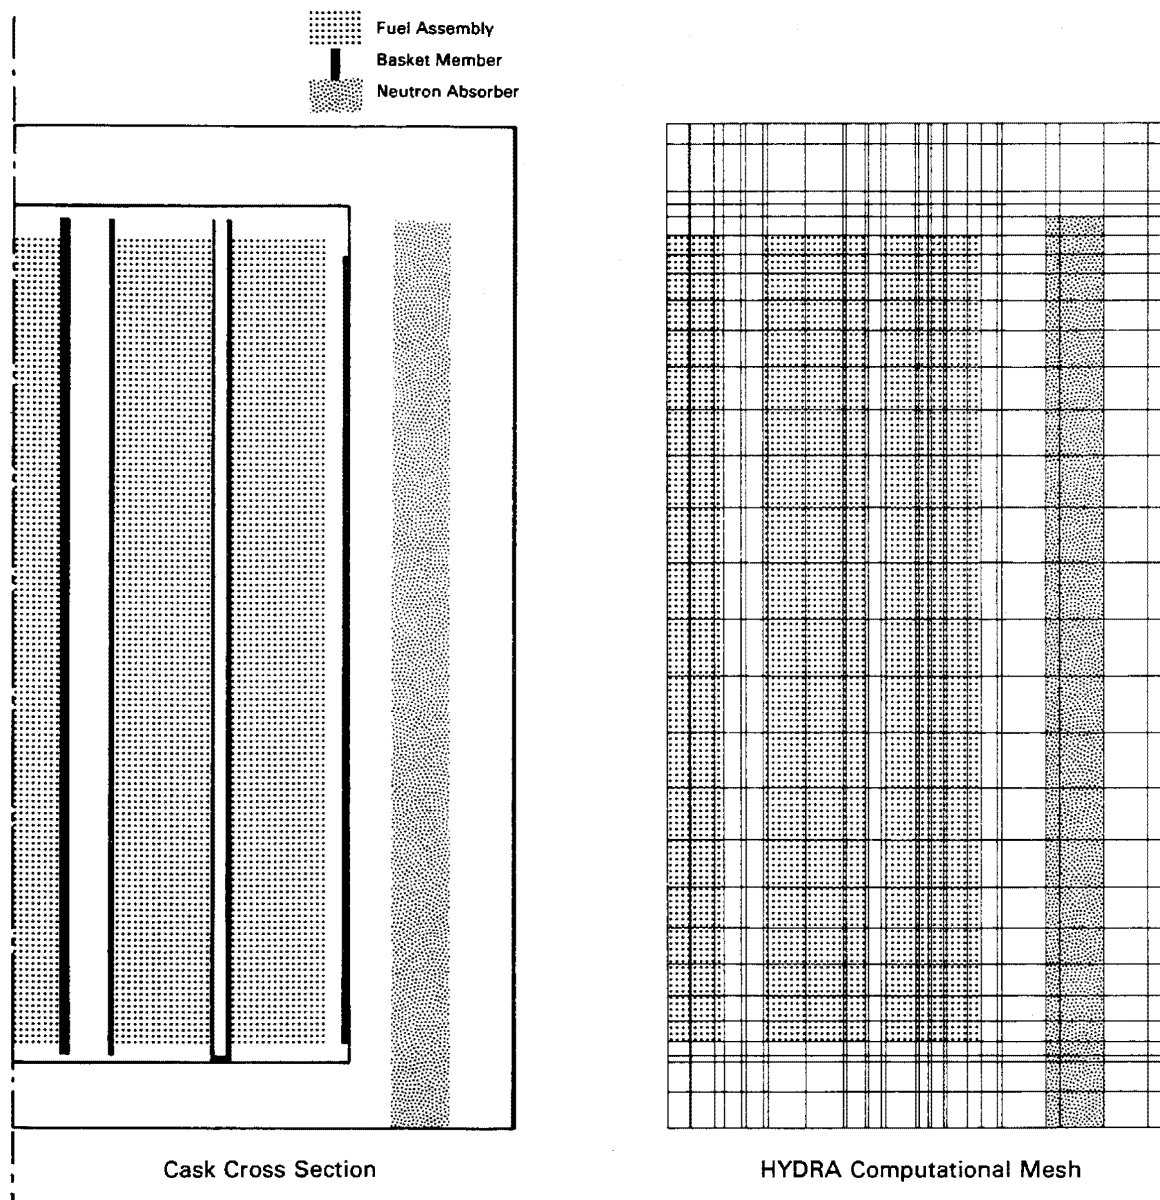 Fuel Assembly
Basket Member
Neutron Absorber
Cask Cross Section
HYDRA Computational Mesh